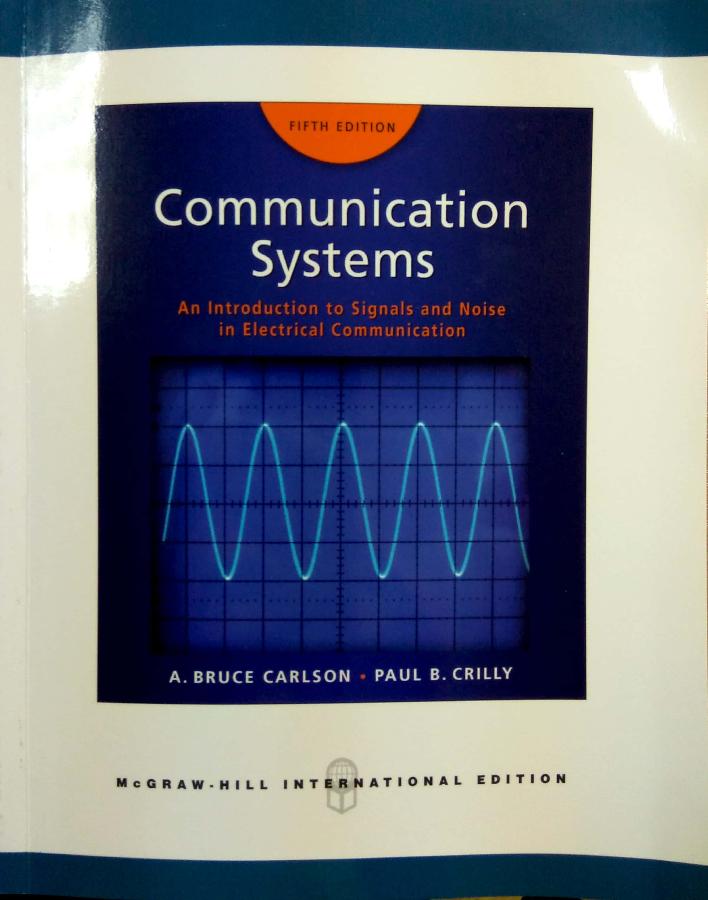 FIFTH EDITION
Communication
Systems
An Introduction to Signals and Noise
in Electrical Communication
A. BRUCE CARLSON • PAUL B. CRILLY
McGRAW-HILL INTERNATIONAL EDITION